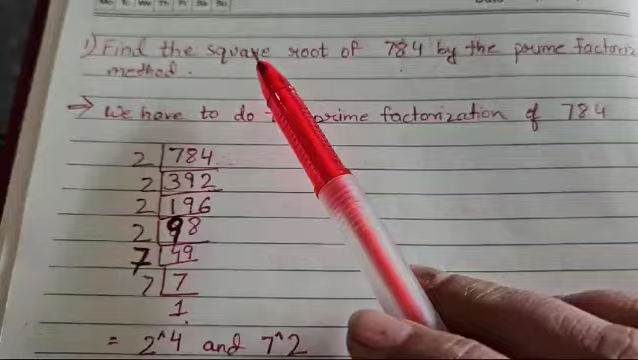 1) Find the square root of 784 by the prime factoriz
method.
→ We have to do prime factorization of 784
2 | 784
2 | 392
2 | 196
2 | 98
7 | 49
7 | 7
1
= 2^4 and 7^2